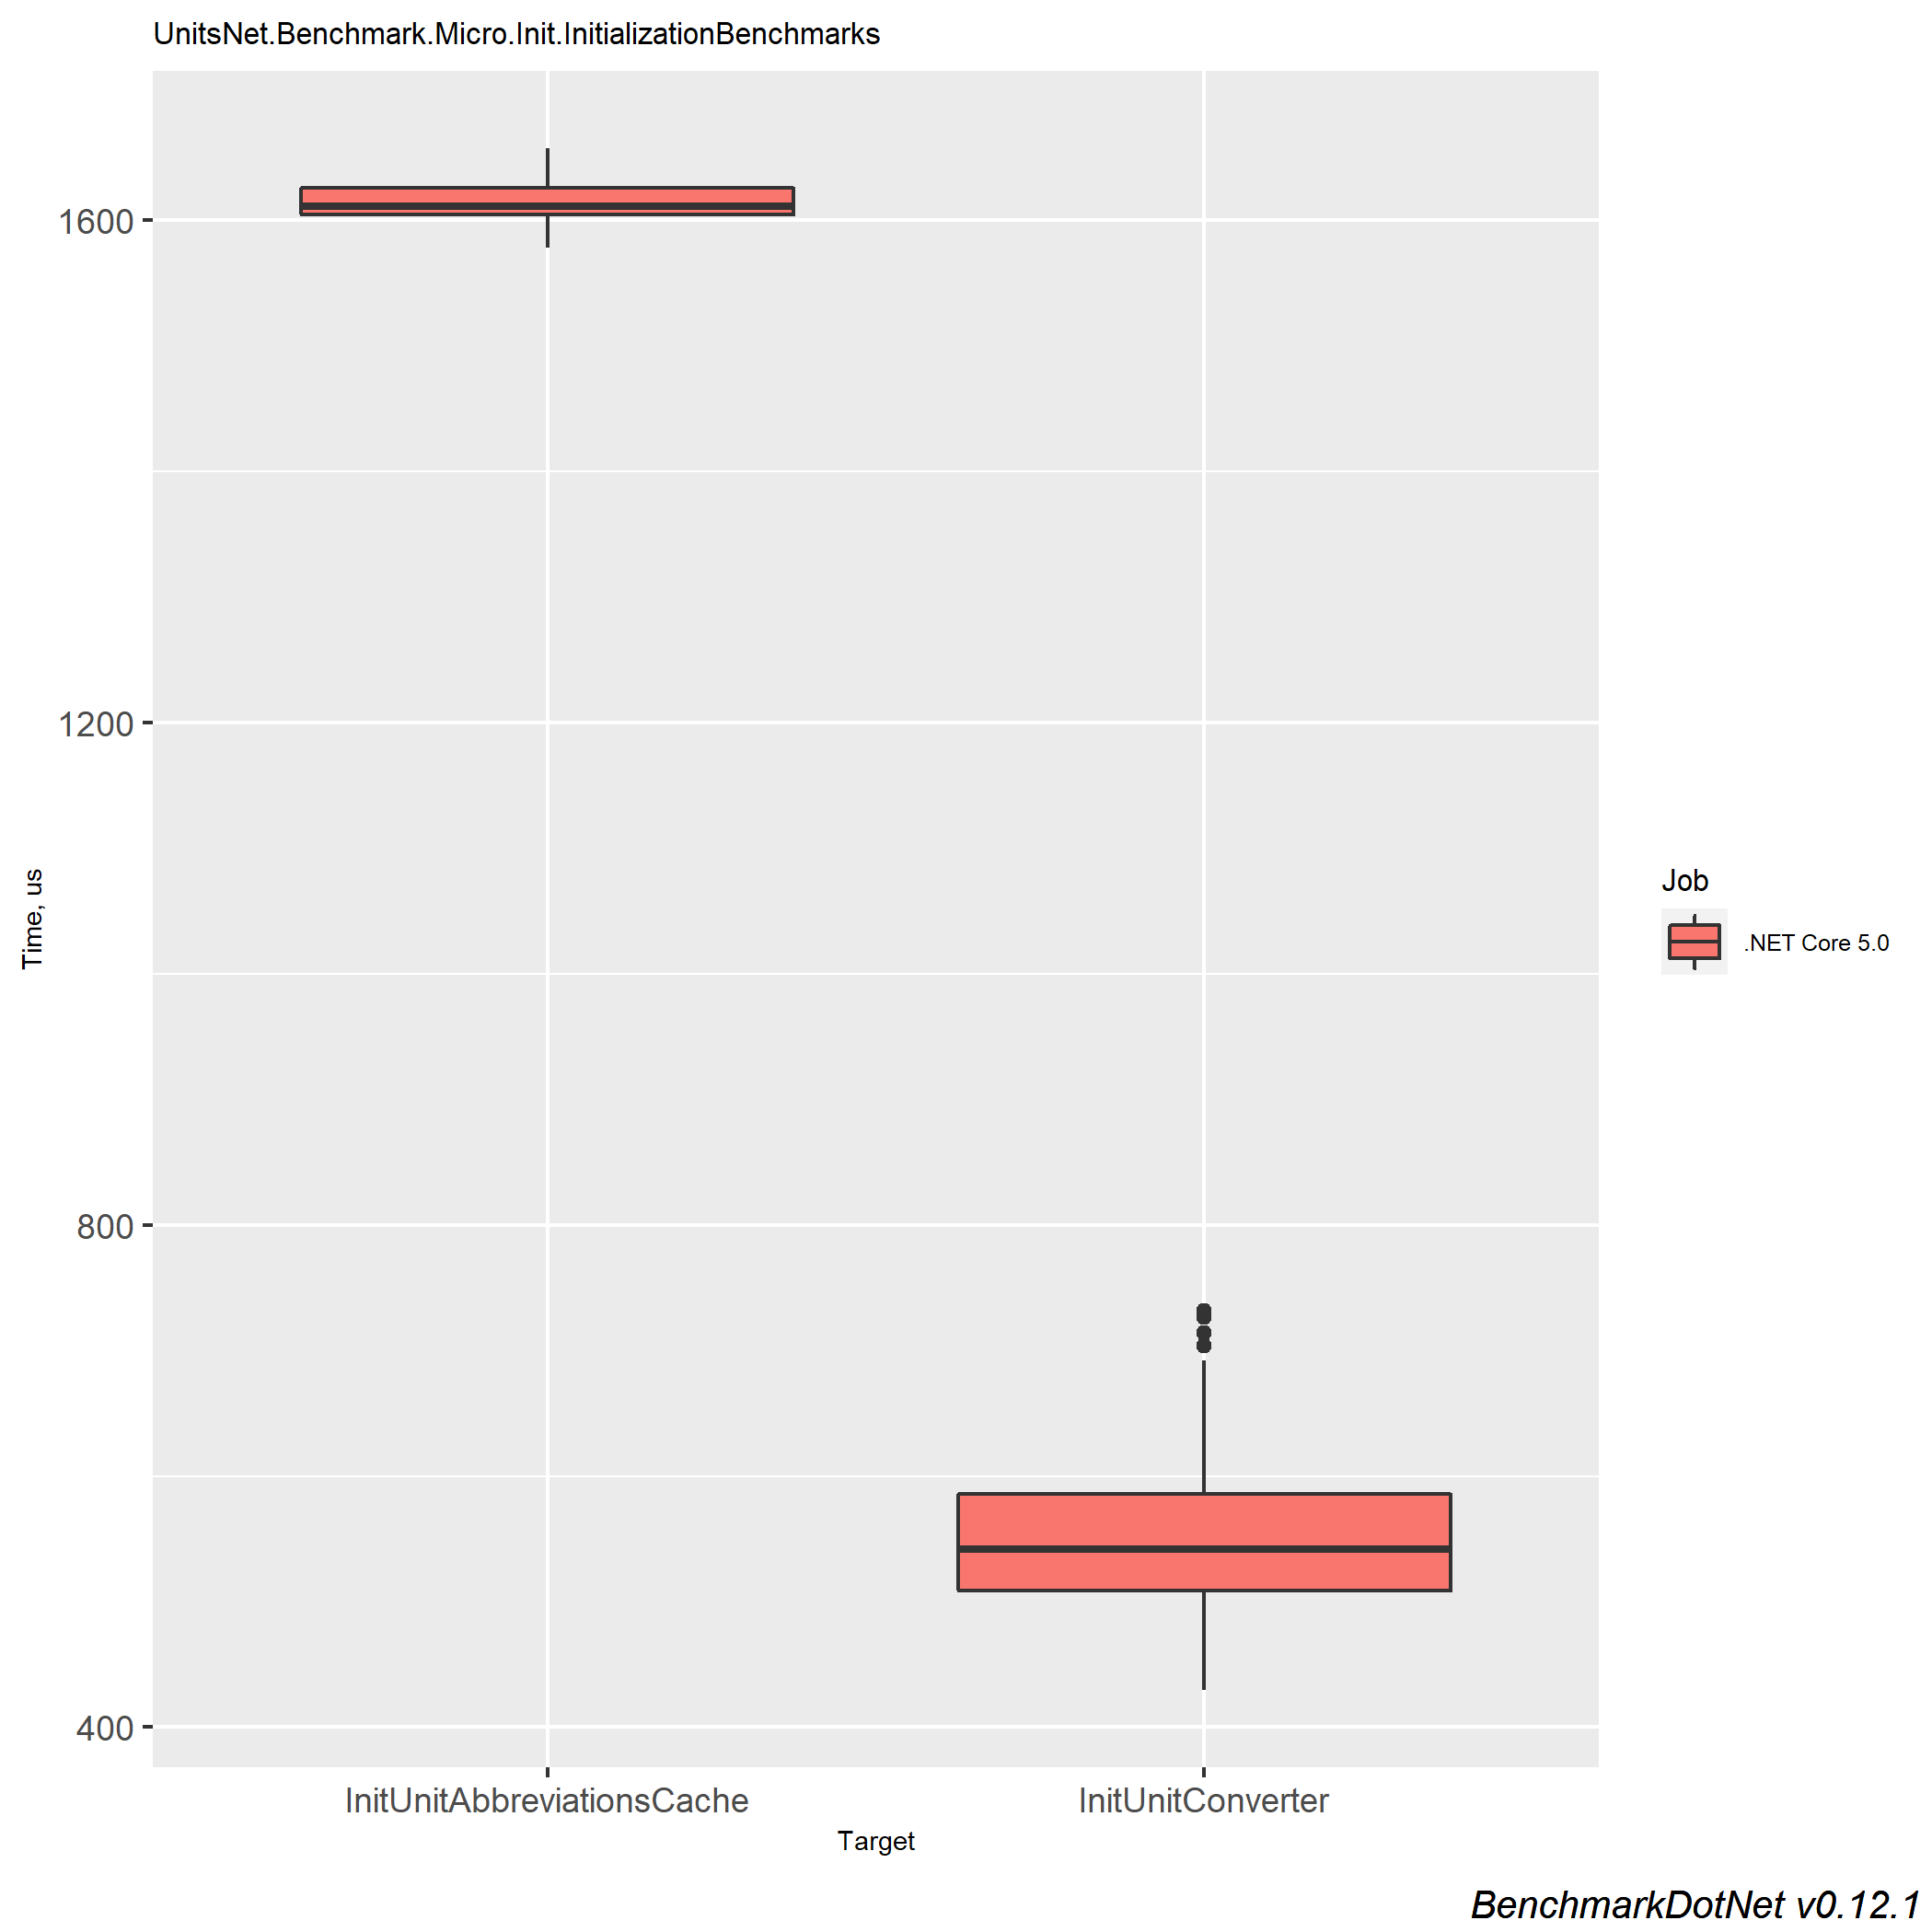 UnitsNet.Benchmark.Micro.Init.InitializationBenchmarks
1600
1200
800
400
Time, us
InitUnitAbbreviationsCache
InitUnitConverter
Target
Job
.NET Core 5.0
BenchmarkDotNet v0.12.1